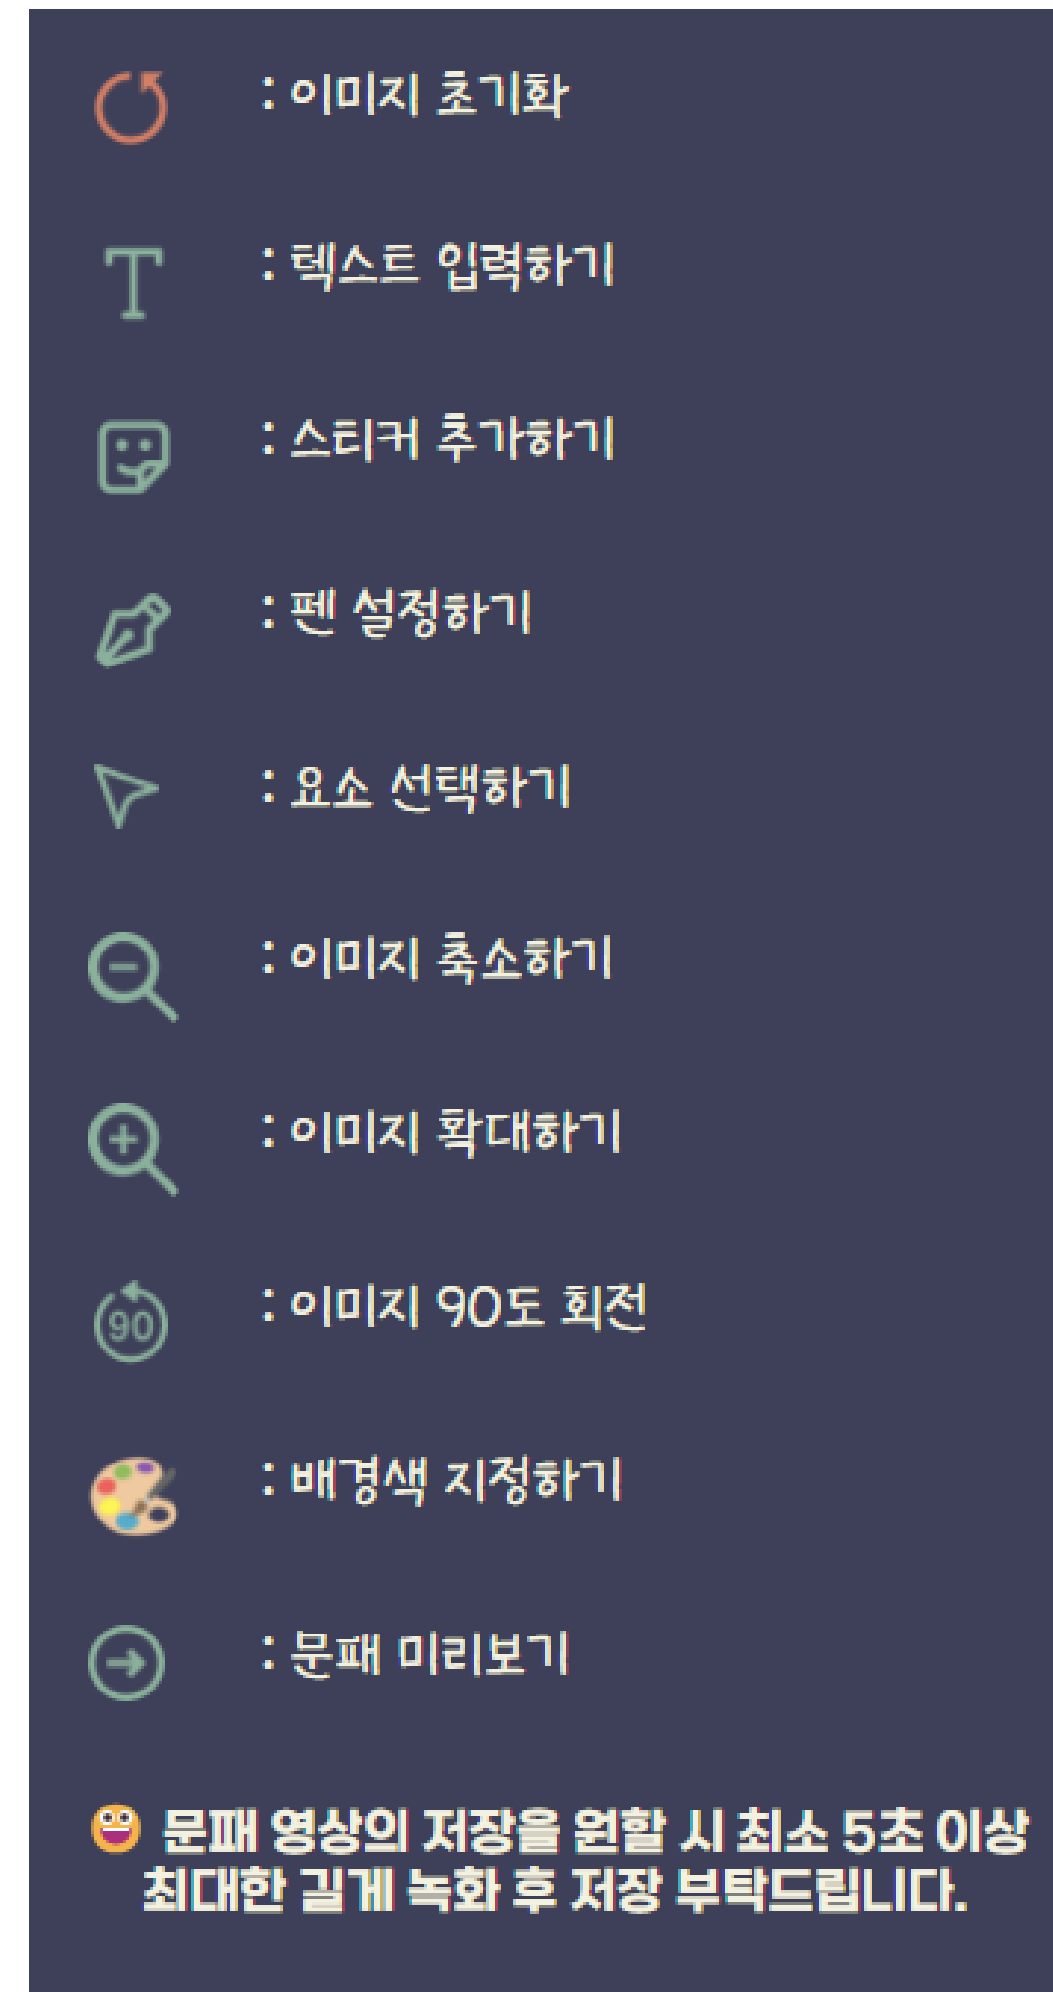 : 이미지 초기화
T
: 텍스트 입력하기
: 스티커 추가하기
: 펜 설정하기
: 요소 선택하기
: 이미지 축소하기
: 이미지 확대하기
90
: 이미지 90도 회전
: 배경색 지정하기
: 문패 미리보기
문패 영상의 저장을 원할 시 최소 5초 이상
최대한 길게 녹화 후 저장 부탁드립니다.